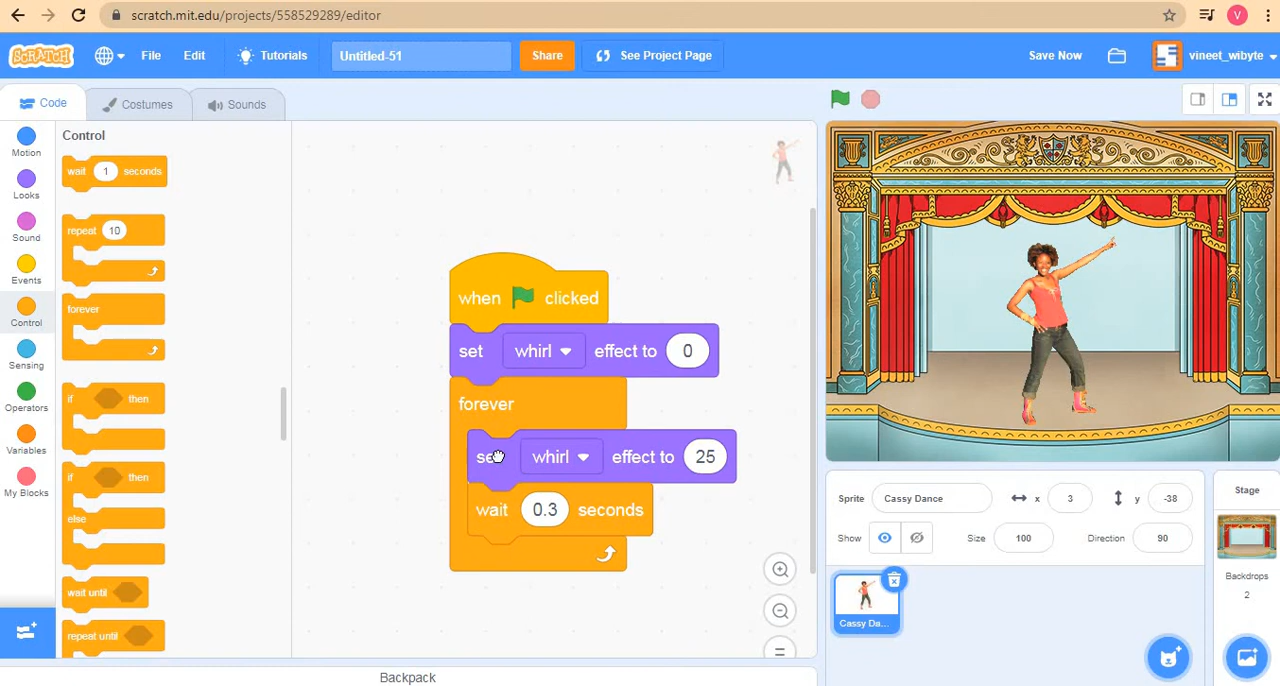 scratch.mit.edu/projects/558529289/editor
V
SCRATCH
File
Edit
Tutorials
Untitled-51
Share
See Project Page
Save Now
vineet_wibyte
Code
Costumes
Sounds
Motion
Looks
Sound
Events
Control
Sensing
Operators
Variables
My Blocks
Control
wait 1 seconds
repeat 10
forever
if then
if then
else
wait until
repeat until
when clicked
set whirl effect to 0
forever
set whirl effect to 25
wait 0.3 seconds
Backpack
Sprite Cassy Dance x 3 y -38
Show Size 100 Direction 90
Cassy Da...
Stage
Backdrops
2